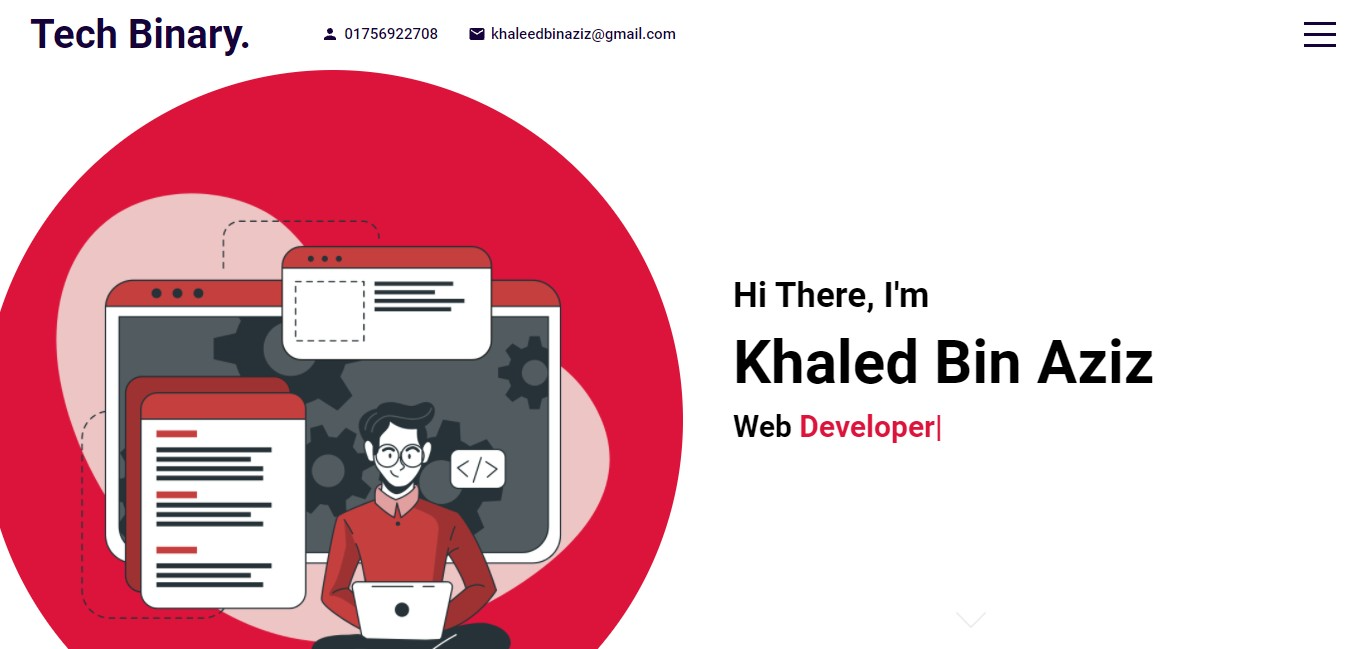 Tech Binary.
01756922708
khaleedbinaziz@gmail.com
Hi There, I'm
Khaled Bin Aziz
Web Developer|
</>